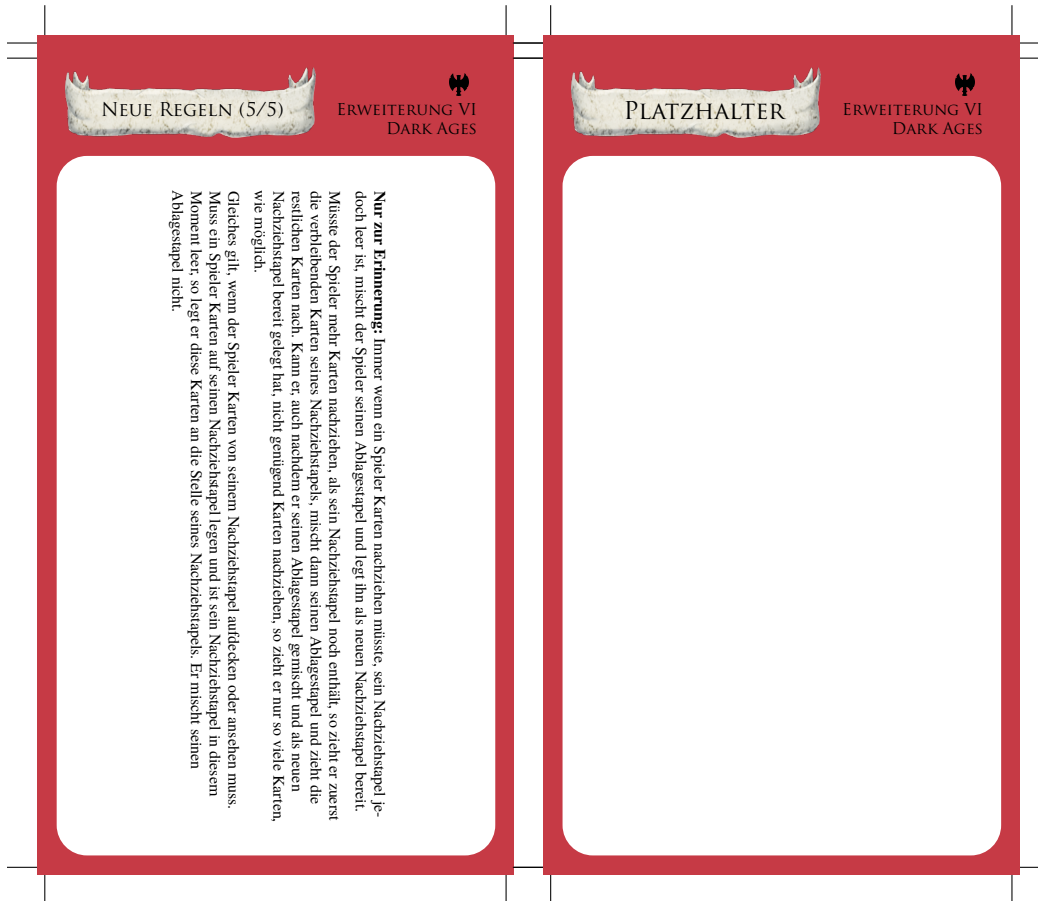 Neue Regeln (5/5)
Erweiterung VI
Dark Ages
Nur zur Erinnerung: Immer wenn ein Spieler Karten nachziehen müsste, sein Nachziehstapel je-
doch leer ist, mischt der Spieler seinen Ablagestapel und legt ihn als neuen Nachziehstapel bereit.
Müsste der Spieler mehr Karten nachziehen, als sein Nachziehstapel noch enthält, so zieht er zuerst
die verbleibenden Karten seines Nachziehstapels, mischt dann seinen Ablagestapel und zieht die
restlichen Karten nach. Kann er, auch nachdem er seinen Ablagestapel gemischt und als neuen
Nachziehstapel bereit gelegt hat, nicht genügend Karten nachziehen, so zieht er nur so viele Karten,
wie möglich.
Gleiches gilt, wenn der Spieler Karten von seinem Nachziehstapel aufdecken oder ansehen muss.
Muss ein Spieler Karten auf seinen Nachziehstapel legen und ist sein Nachziehstapel in diesem
Moment leer, so legt er diese Karten an die Stelle seines Nachziehstapels. Er mischt seinen
Ablagestapel nicht.
Platzhalter
Erweiterung VI
Dark Ages